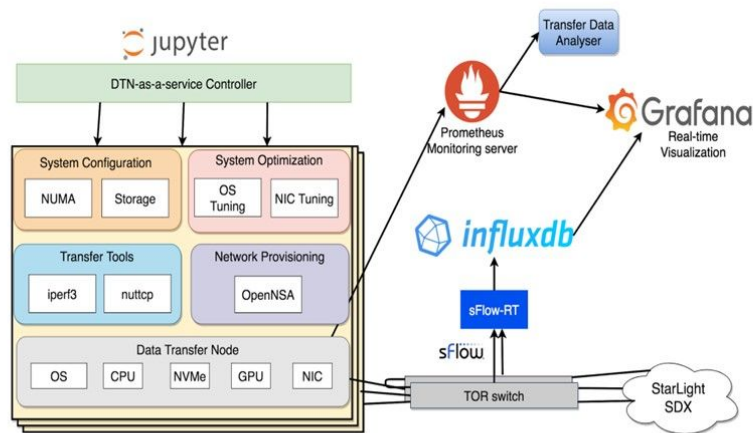 jupyter
DTN-as-a-service Controller
System Configuration
NUMA
Storage
System Optimization
OS
Tuning
NIC Tuning
Transfer Tools
iperf3
nuttcp
Network Provisioning
OpenNSA
Data Transfer Node
OS
CPU
NVMe
GPU
NIC
Transfer Data
Analyser
Prometheus
Monitoring server
Grafana
Real-time
Visualization
influxdb
sFlow-RT
sFlow
TOR switch
StarLight
SDX